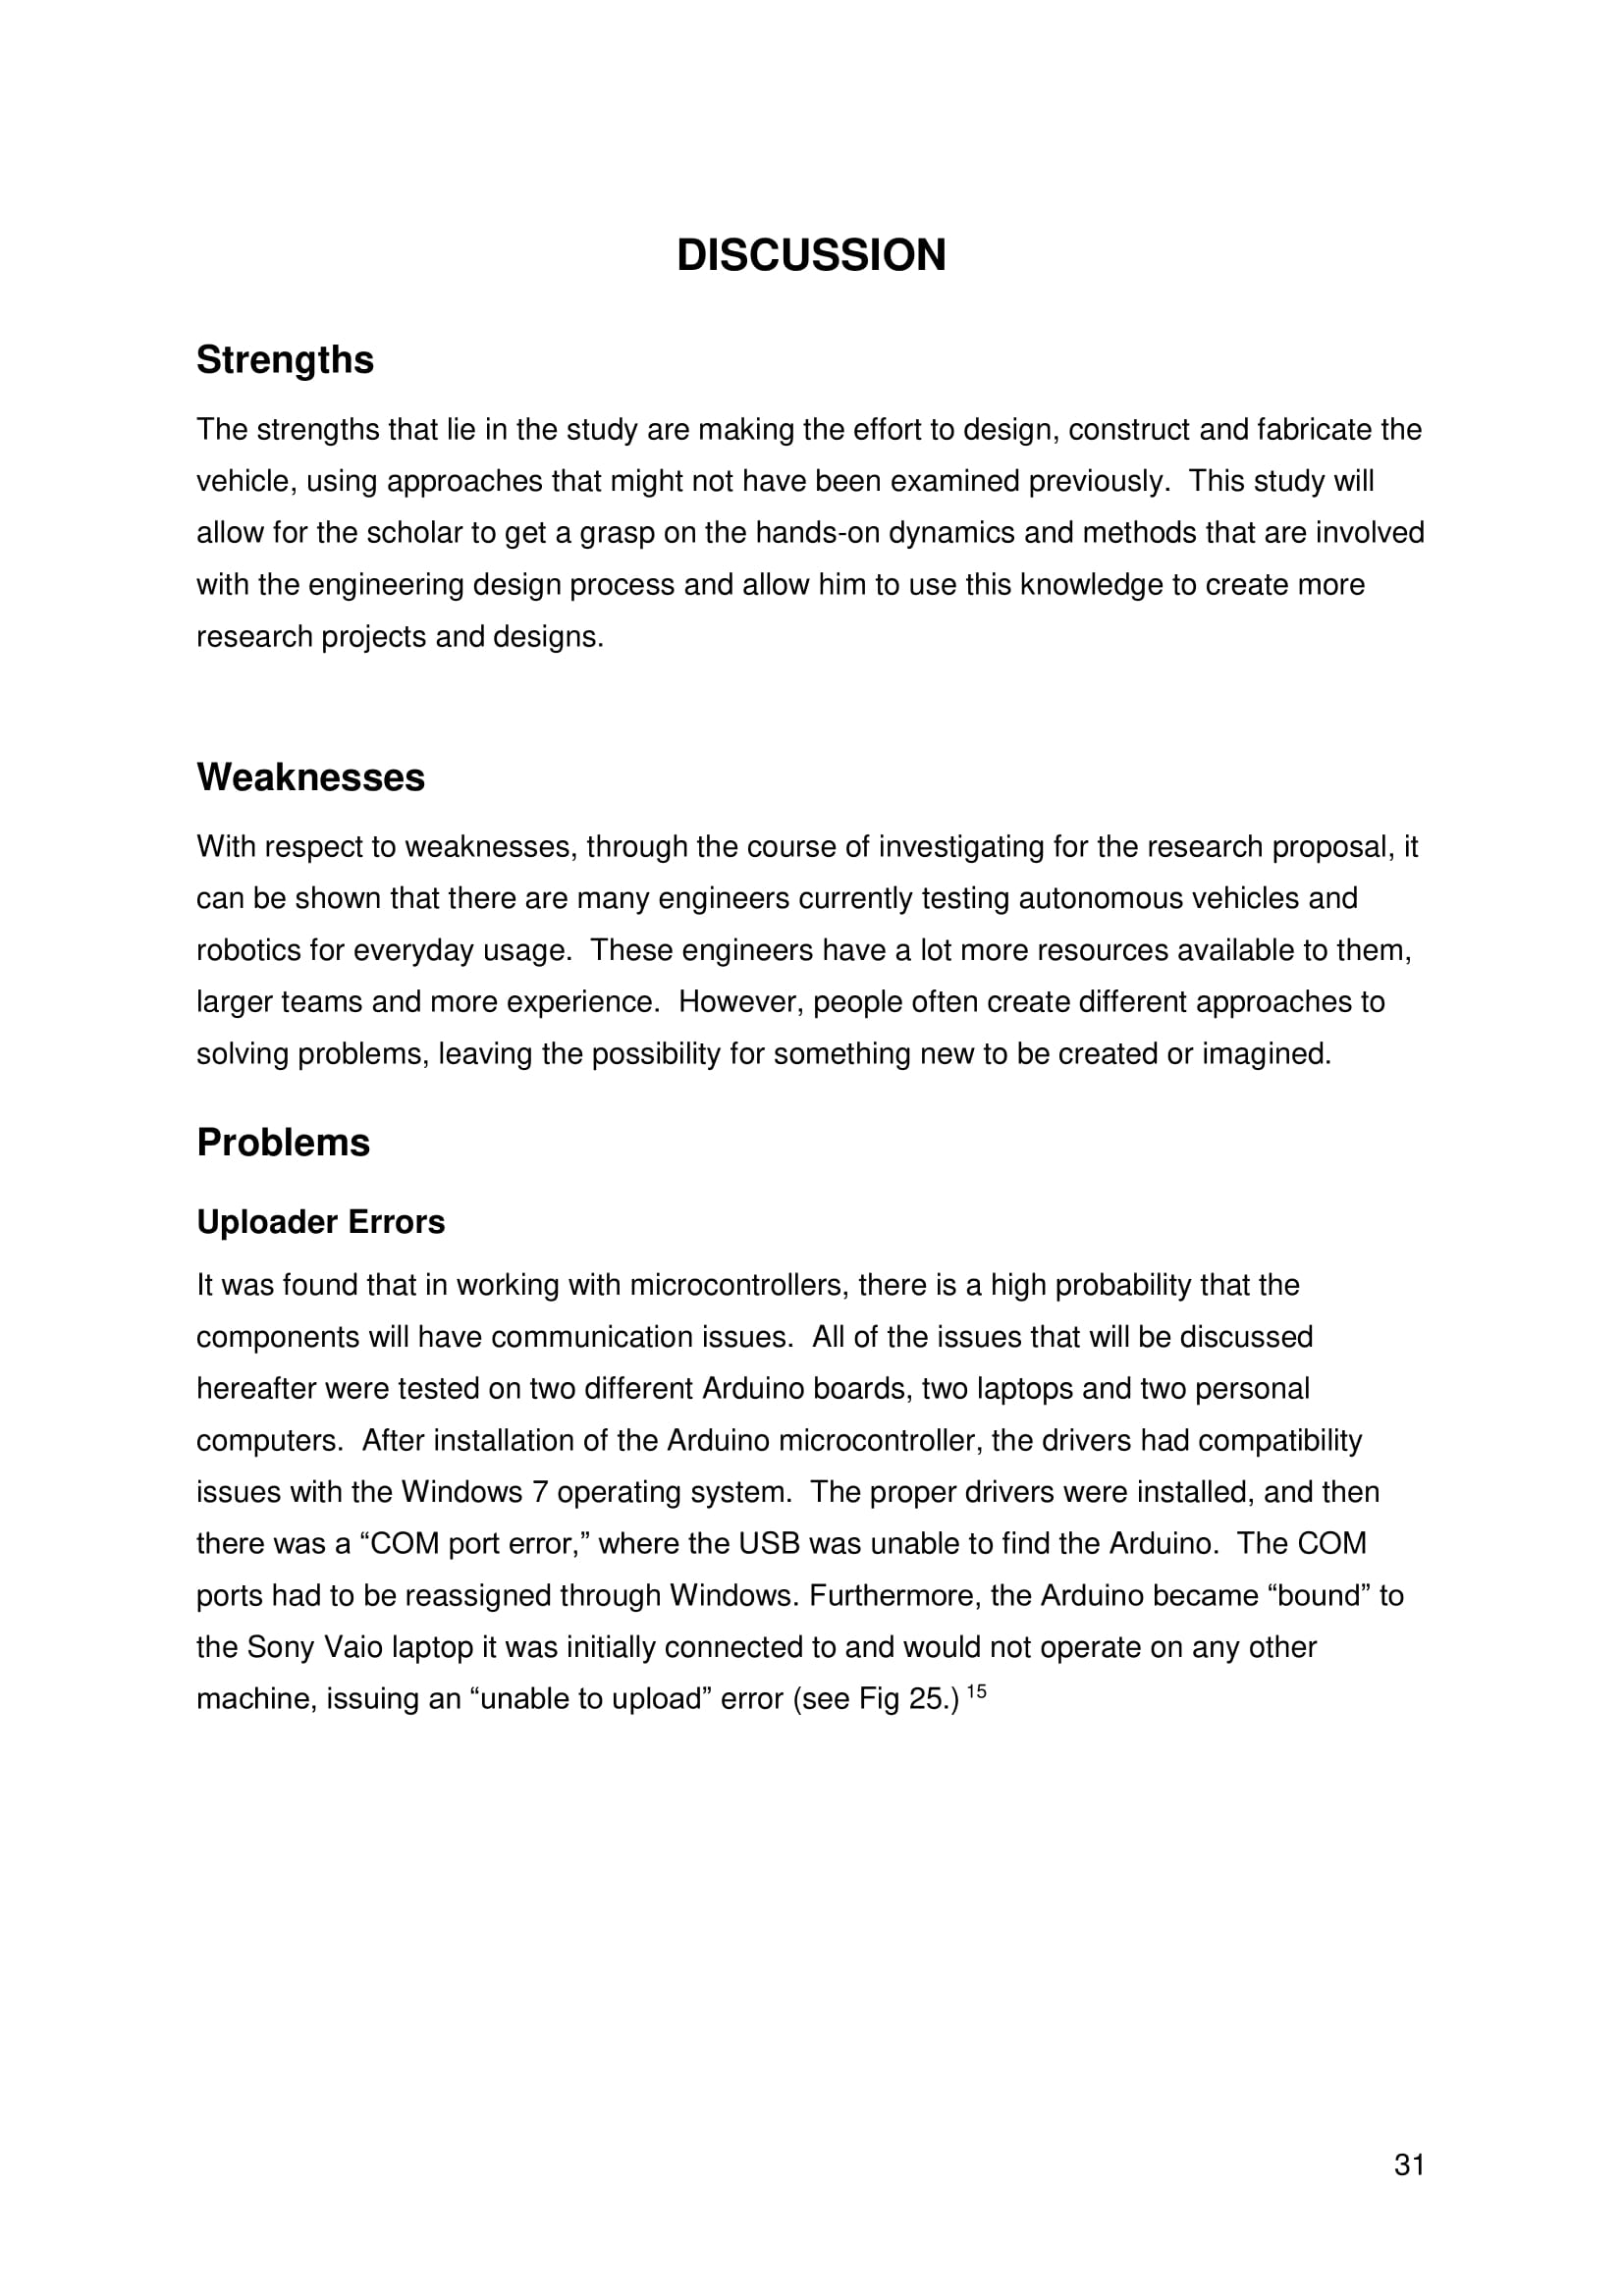 DISCUSSION
Strengths
The strengths that lie in the study are making the effort to design, construct and fabricate the
vehicle, using approaches that might not have been examined previously.  This study will
allow for the scholar to get a grasp on the hands-on dynamics and methods that are involved
with the engineering design process and allow him to use this knowledge to create more
research projects and designs.
Weaknesses
With respect to weaknesses, through the course of investigating for the research proposal, it
can be shown that there are many engineers currently testing autonomous vehicles and
robotics for everyday usage.  These engineers have a lot more resources available to them,
larger teams and more experience.  However, people often create different approaches to
solving problems, leaving the possibility for something new to be created or imagined.
Problems
Uploader Errors
It was found that in working with microcontrollers, there is a high probability that the
components will have communication issues.  All of the issues that will be discussed
hereafter were tested on two different Arduino boards, two laptops and two personal
computers.  After installation of the Arduino microcontroller, the drivers had compatibility
issues with the Windows 7 operating system.  The proper drivers were installed, and then
there was a “COM port error,” where the USB was unable to find the Arduino.  The COM
ports had to be reassigned through Windows. Furthermore, the Arduino became “bound” to
the Sony Vaio laptop it was initially connected to and would not operate on any other
machine, issuing an “unable to upload” error (see Fig 25.) 15
31